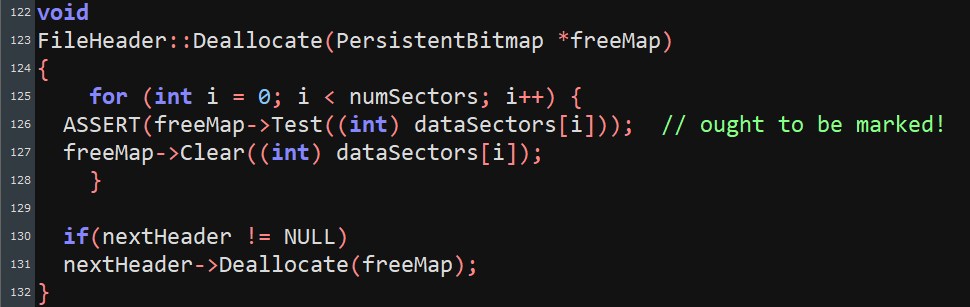 122 void
123 FileHeader::Deallocate(PersistentBitmap *freeMap)
124 {
125     for (int i = 0; i < numSectors; i++) {
126   ASSERT(freeMap->Test((int) dataSectors[i]));  // ought to be marked!
127   freeMap->Clear((int) dataSectors[i]);
128     }
129
130   if(nextHeader != NULL)
131   nextHeader->Deallocate(freeMap);
132 }